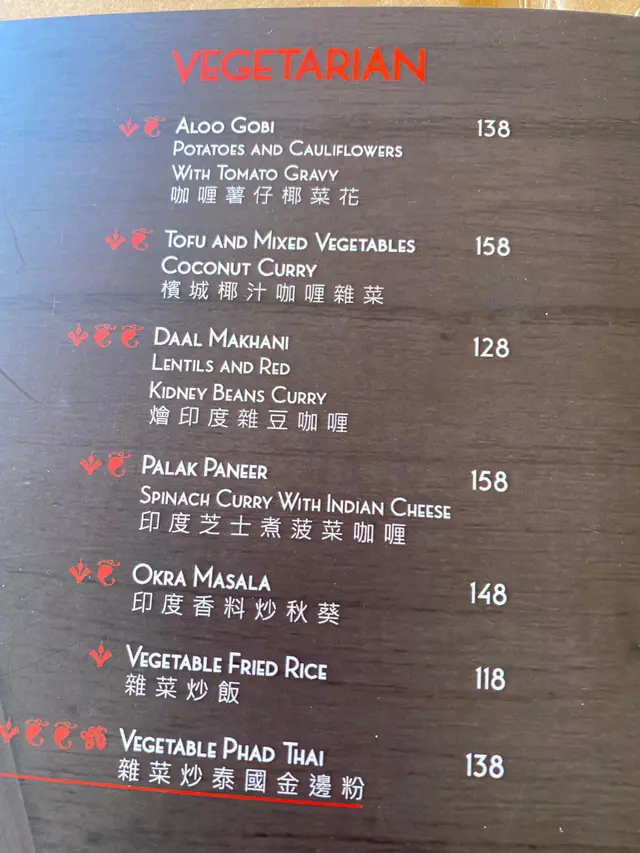 VEGETARIAN
ALOO GOBI 138
POTATOES AND CAULIFLOWERS
WITH TOMATO GRAVY
咖喱薯仔椰菜花
TOFU AND MIXED VEGETABLES 158
COCONUT CURRY
檳城椰汁咖喱雜菜
DAAL MAKHANI 128
LENTILS AND RED
KIDNEY BEANS CURRY
燴印度雜豆咖喱
PALAK PANEER 158
SPINACH CURRY WITH INDIAN CHEESE
印度芝士煮菠菜咖喱
OKRA MASALA 148
印度香料炒秋葵
VEGETABLE FRIED RICE 118
雜菜炒飯
VEGETABLE PHAD THAI 138
雜菜炒泰國金邊粉